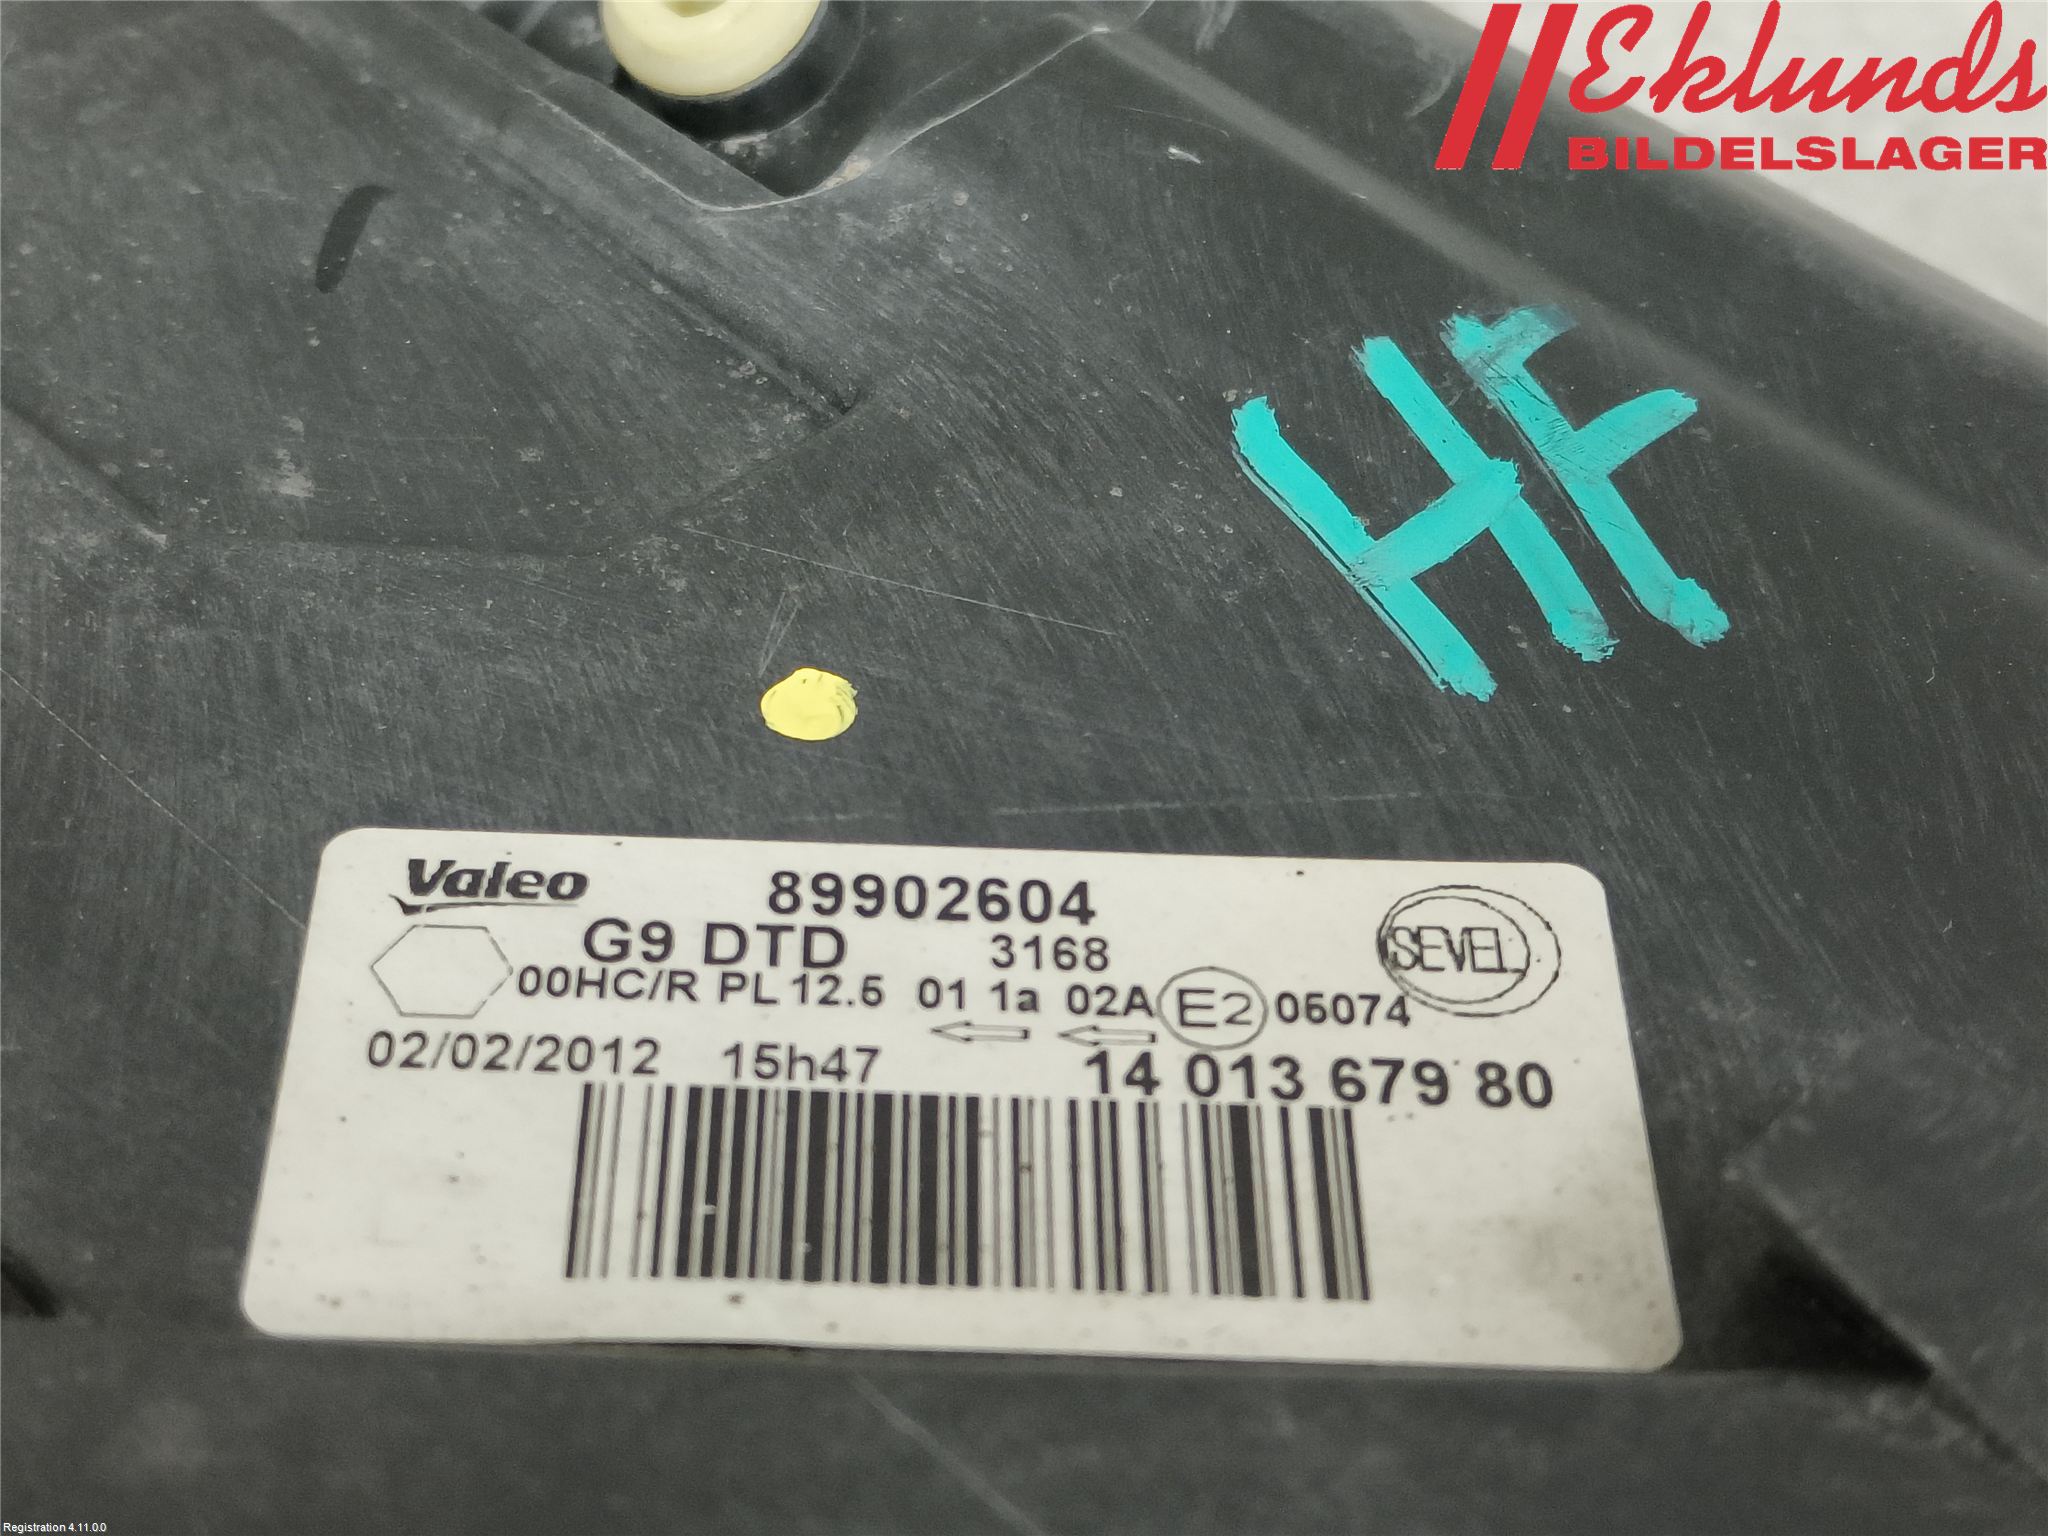 Eklunds
BILDELSLAGER
HF
Valeo 89902604
G9 DTD 3168
SEVEL
00HC/R PL 12.5 01 1a 02A E2 05074
02/02/2012 15h47 14 013 679 80
Registration 4.11.0.0